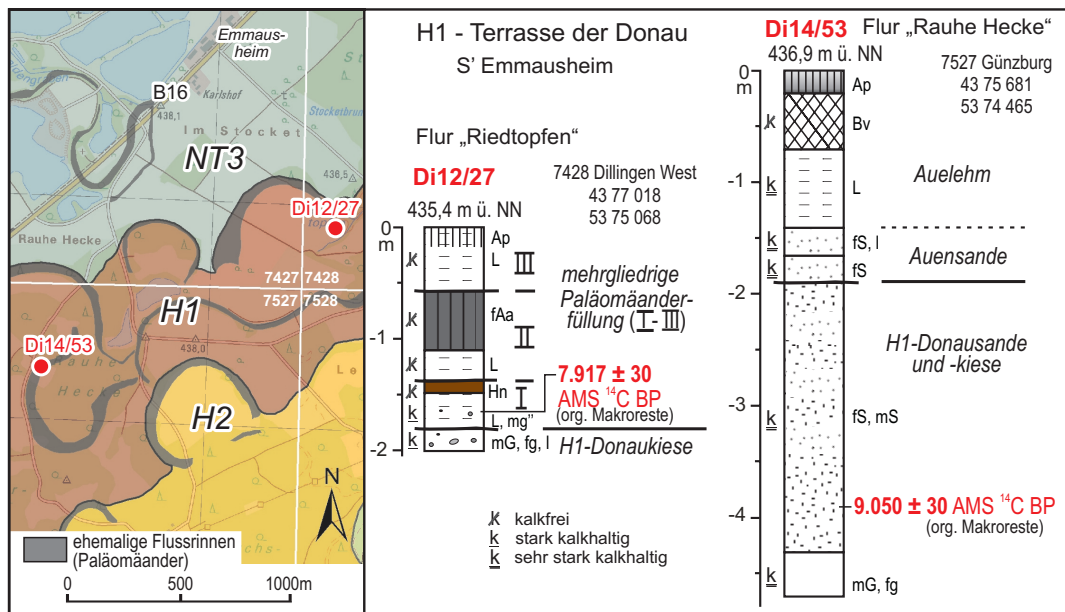 Emmaus-
heim
B16
Karlshof
438,1
Im Stocket
Stocketbrun
NT3
436,5
Di12/27
Rauhe Hecke
7427 7428
7527 7528
H1
438,0
Di14/53
Rauhe
Hecke
Le
H2
N
ehemalige Flussrinnen
(Paläomäander)
0 500 1000m
H1 - Terrasse der Donau
S' Emmausheim
Flur „Riedtopfen“
Di12/27
7428 Dillingen West
43 77 018
53 75 068
435,4 m ü. NN
0
m
-1
-2
Ap
k L III
k fAa II
L
k Hn I
k L, mg"
k mG, fg, l
mehrgliedrige
Paläomäander-
füllung (I-III)
7.917 ± 30
AMS ¹⁴C BP
(org. Makroreste)
H1-Donaukiese
k kalkfrei
k stark kalkhaltig
k sehr stark kalkhaltig
Di14/53 Flur „Rauhe Hecke“
436,9 m ü. NN
7527 Günzburg
43 75 681
53 74 465
0
m
-1
-2
-3
-4
Ap
k Bv
k L
k fS, l
k fS
k fS, mS
k mG, fg
Auelehm
Auensande
H1-Donausande
und -kiese
9.050 ± 30 AMS ¹⁴C BP
(org. Makroreste)